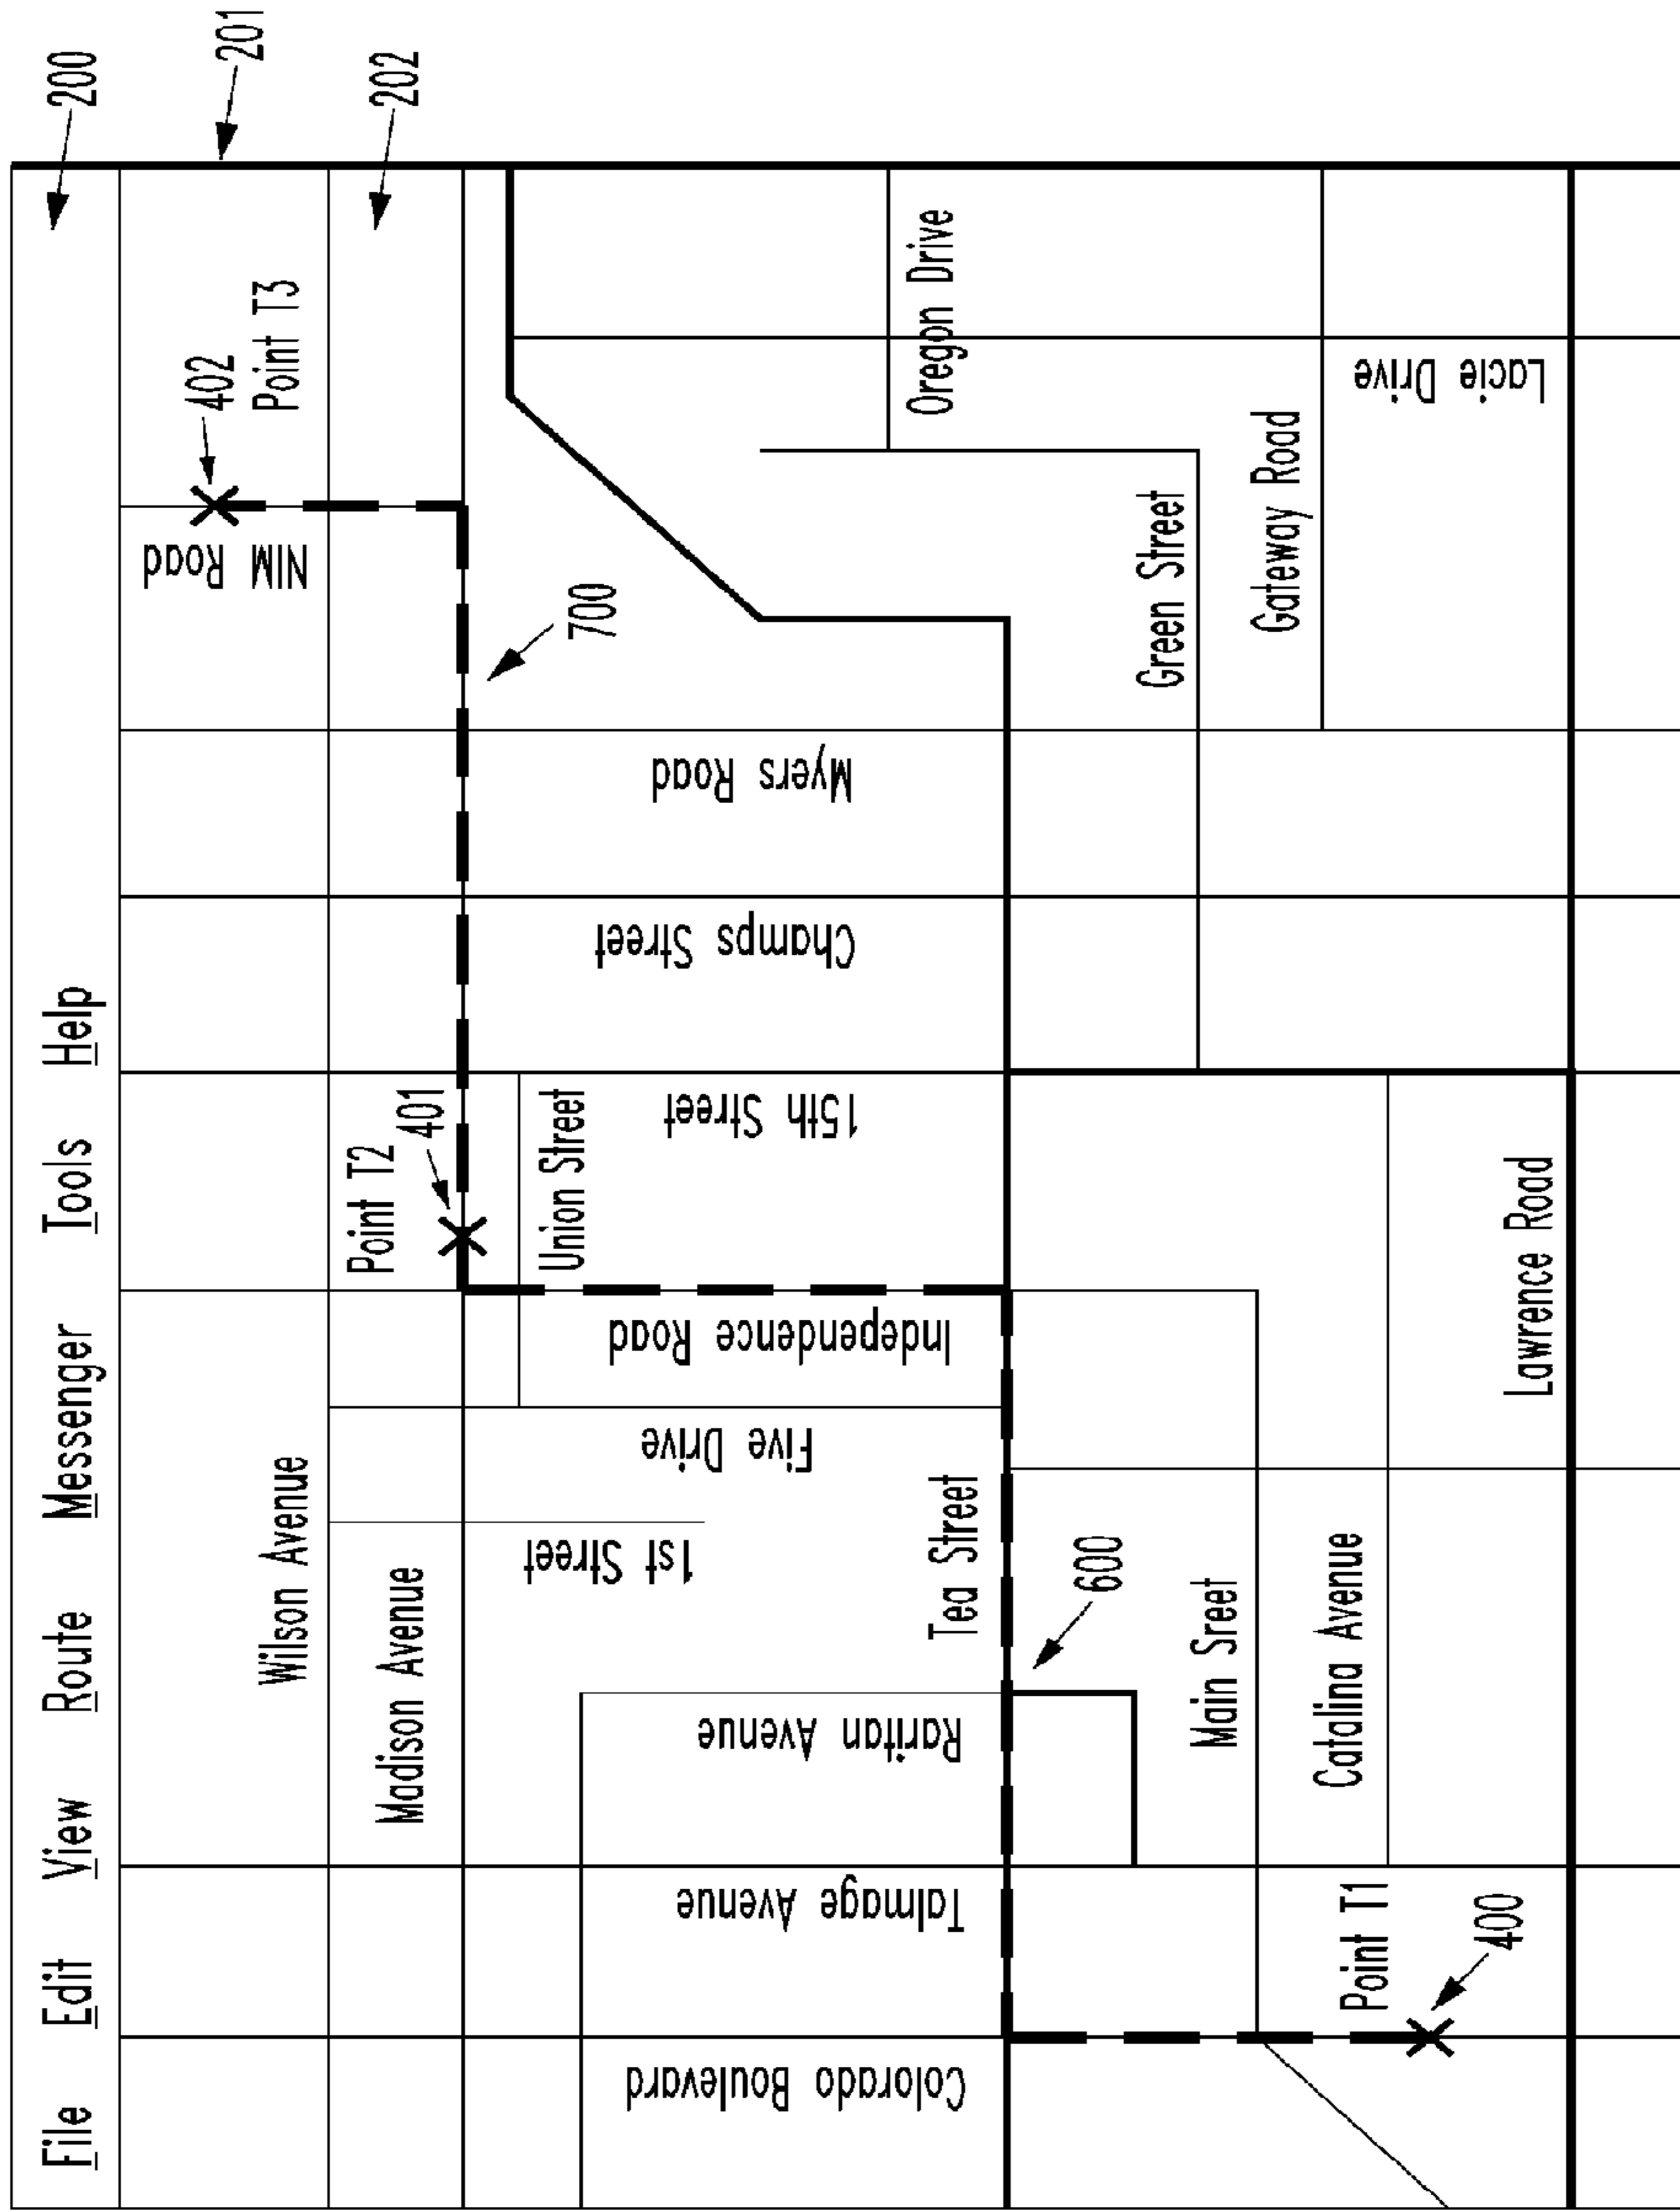 File Edit View Route Messenger Tools Help
200
201
202
Wilson Avenue
NIM Road
402
Point T3
Madison Avenue
Point T2
401
700
1st Street
Five Drive
Independence Road
Union Street
15th Street
Champs Street
Myers Road
Colorado Boulevard
Talmage Avenue
Raritan Avenue
Tea Street
Oregon Drive
600
Main Sreet
Green Street
Gateway Road
Catalina Avenue
Point T1
400
Lawrence Road
Lacie Drive